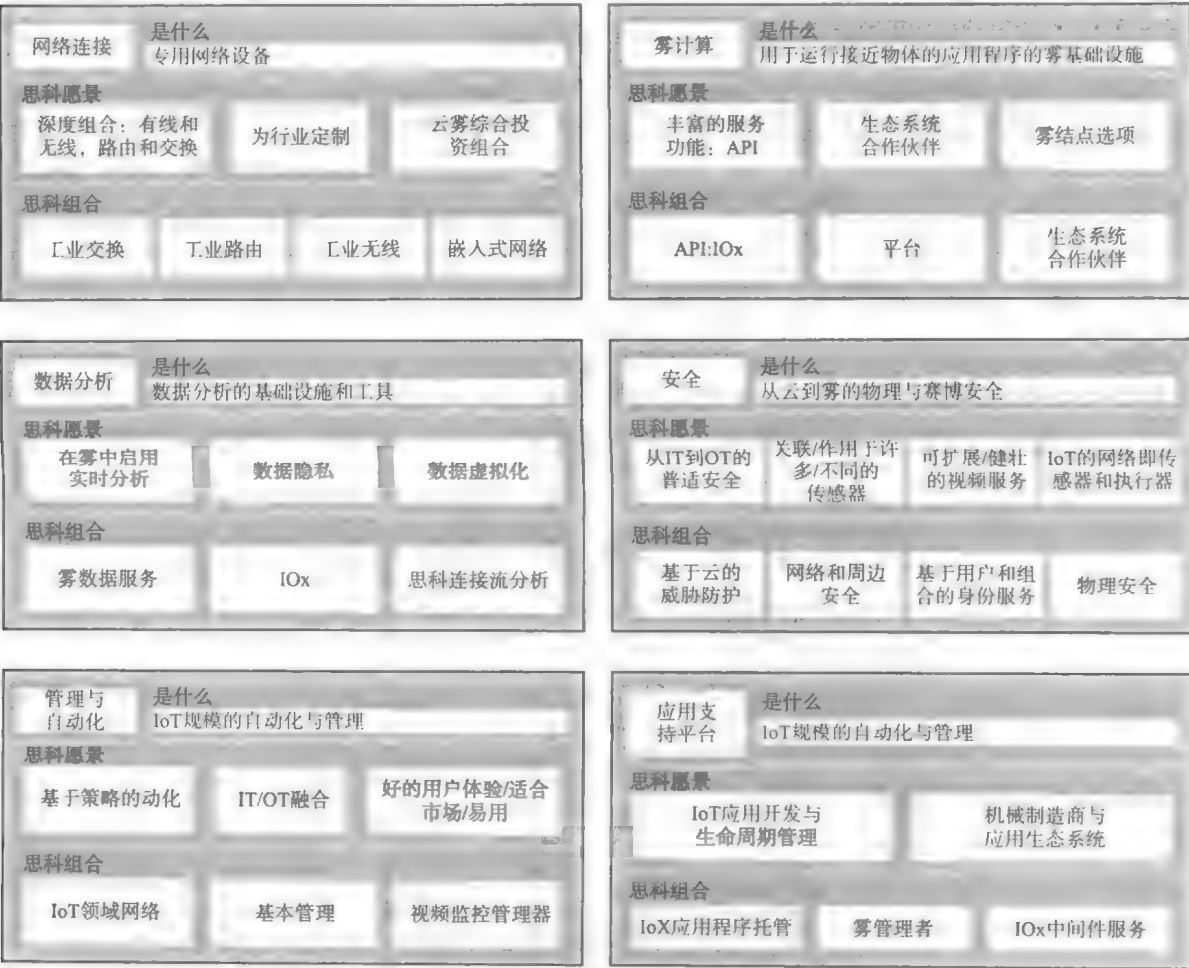 网络连接
是什么
专用网络设备
思科愿景
深度组合：有线和
无线，路由和交换
为行业定制
云雾综合投
资组合
思科组合
工业交换
工业路由
工业无线
嵌入式网络
雾计算
是什么
用于运行接近物体的应用程序的雾基础设施
思科愿景
丰富的服务
功能：API
生态系统
合作伙伴
雾结点选项
思科组合
API:IOx
平台
生态系统
合作伙伴
数据分析
是什么
数据分析的基础设施和工具
思科愿景
在雾中启用
实时分析
数据隐私
数据虚拟化
思科组合
雾数据服务
IOx
思科连接流分析
安全
是什么
从云到雾的物理与赛博安全
思科愿景
从IT到OT的
普适安全
关联/作用于许
多/不同的
传感器
可扩展/健壮
的视频服务
IoT的网络即传
感器和执行器
思科组合
基于云的
威胁防护
网络和周边
安全
基于用户和组
合的身份服务
物理安全
管理与
自动化
是什么
IoT规模的自动化与管理
思科愿景
基于策略的动化
IT/OT融合
好的用户体验/适合
市场/易用
思科组合
IoT领域网络
基本管理
视频监控管理器
应用支
持平台
是什么
IoT规模的自动化与管理
思科愿景
IoT应用开发与
生命周期管理
机械制造商与
应用生态系统
思科组合
IoX应用程序托管
雾管理者
IOx中间件服务